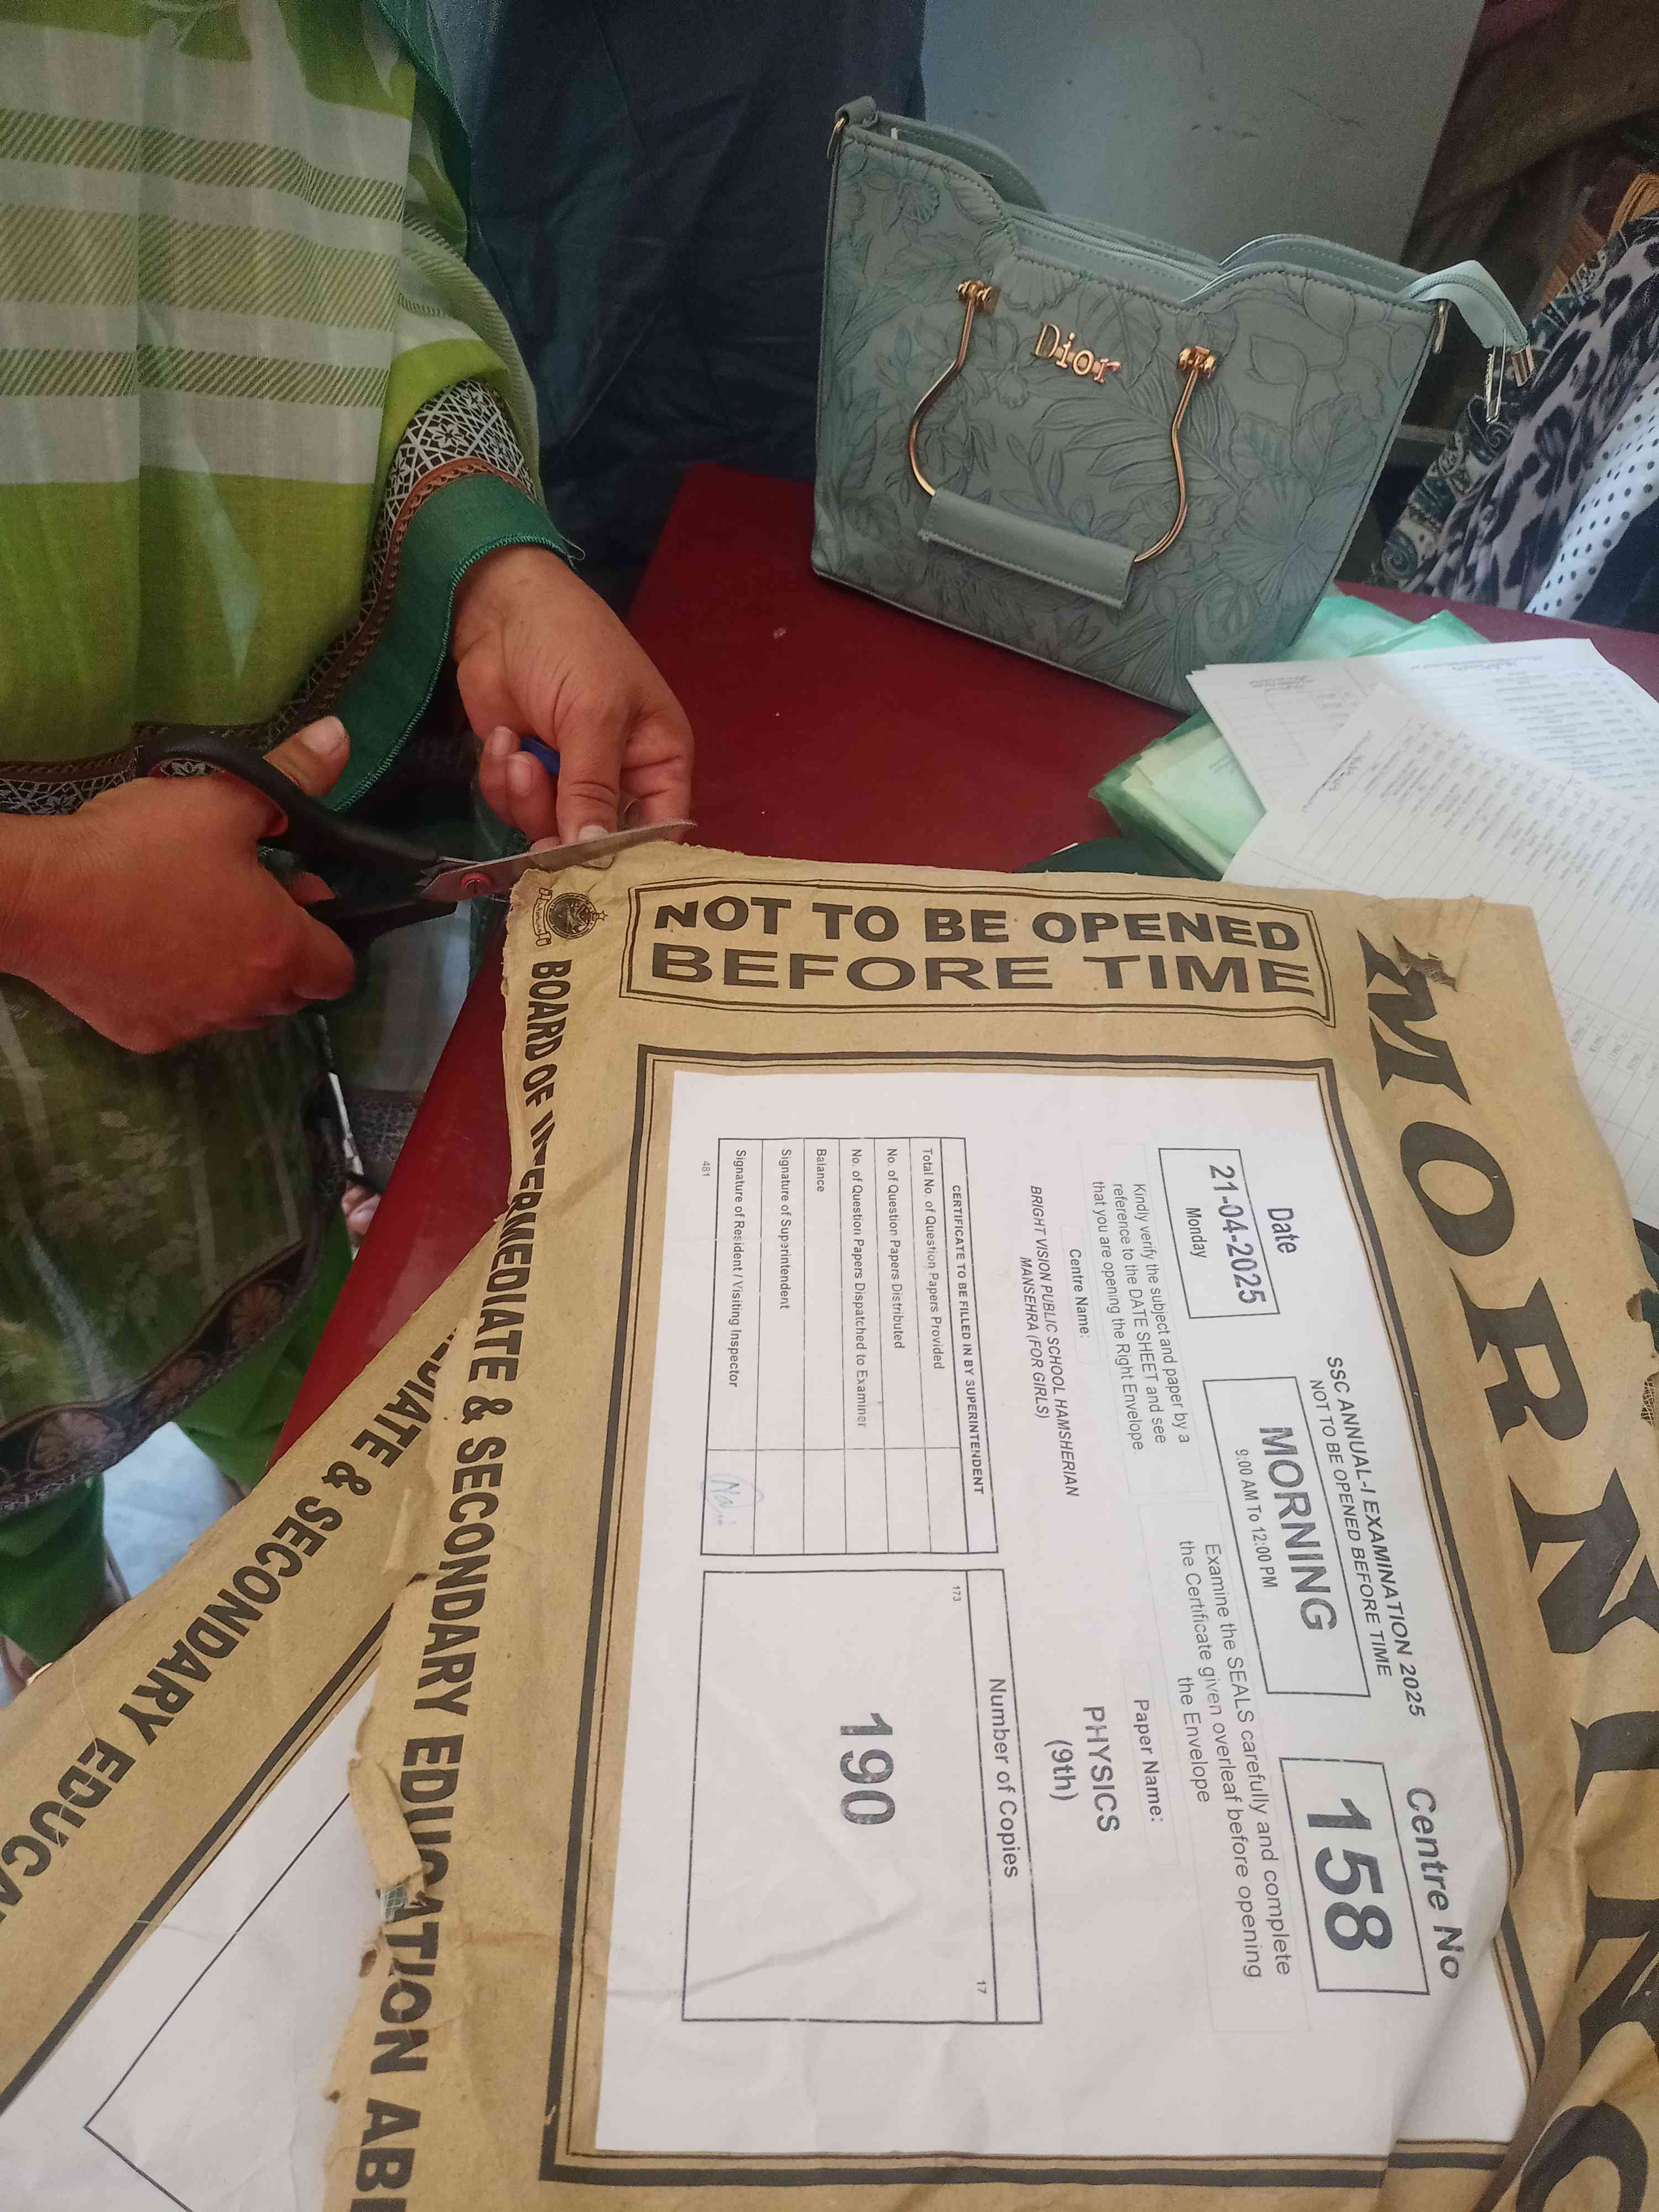 Dior
NOT TO BE OPENED
BEFORE TIME
MORNING
BOARD OF INTERMEDIATE & SECONDARY EDUCATION AB
SSC ANNUAL-I EXAMINATION 2025
NOT TO BE OPENED BEFORE TIME
Date
21-04-2025
Monday
MORNING
9:00 AM To 12:00 PM
Centre No
158
Kindly verify the subject and paper by a
reference to the DATE SHEET and see
that you are opening the Right Envelope.
Examine the SEALS carefully and complete
the Certificate given overleaf before opening
the Envelope
Centre Name:
BRIGHT VISION PUBLIC SCHOOL HAMSHERIAN
MANSEHRA (FOR GIRLS)
Paper Name:
PHYSICS
(9th)
CERTIFICATE TO BE FILLED IN BY SUPERINTENDENT
Total No. of Question Papers Provided
No. of Question Papers Distributed
No. of Question Papers Dispatched to Examiner
Balance
Signature of Superintendent
Signature of Resident / Visiting Inspector
481
Number of Copies
173
17
190
DIATE & SECONDARY EDUCA